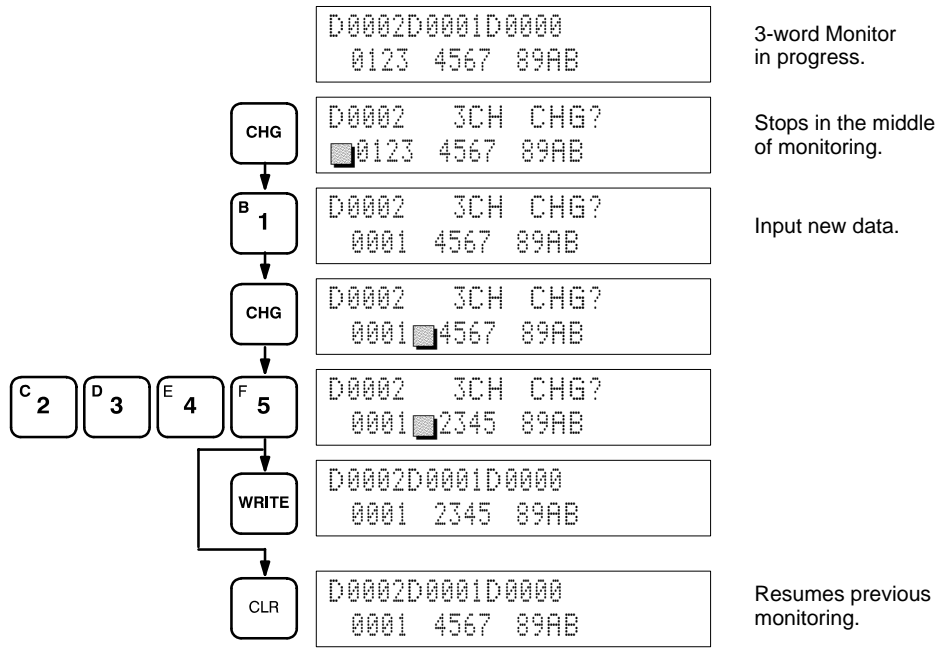 D0002D0001D0000
0123 4567 89AB
3-word Monitor
in progress.
CHG
D0002 3CH CHG?
0123 4567 89AB
Stops in the middle
of monitoring.
B 1
D0002 3CH CHG?
0001 4567 89AB
Input new data.
CHG
D0002 3CH CHG?
0001 4567 89AB
C 2 D 3 E 4 F 5
D0002 3CH CHG?
0001 2345 89AB
WRITE
D0002D0001D0000
0001 2345 89AB
CLR
D0002D0001D0000
0001 4567 89AB
Resumes previous
monitoring.